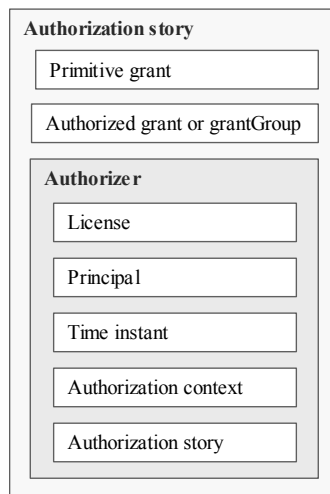 Authorization story
Primitive grant
Authorized grant or grantGroup
Authorizer
License
Principal
Time instant
Authorization context
Authorization story